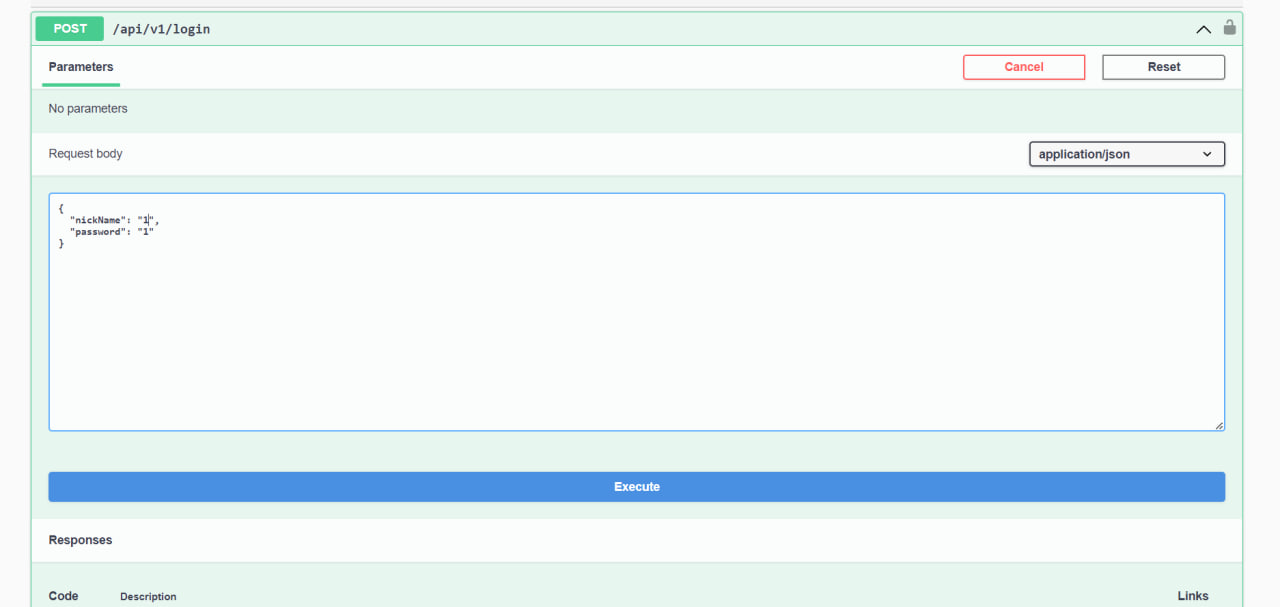 POST /api/v1/login
Parameters Cancel Reset
No parameters
Request body application/json
{
"nickName": "1",
"password": "1"
}
Execute
Responses
Code Description Links